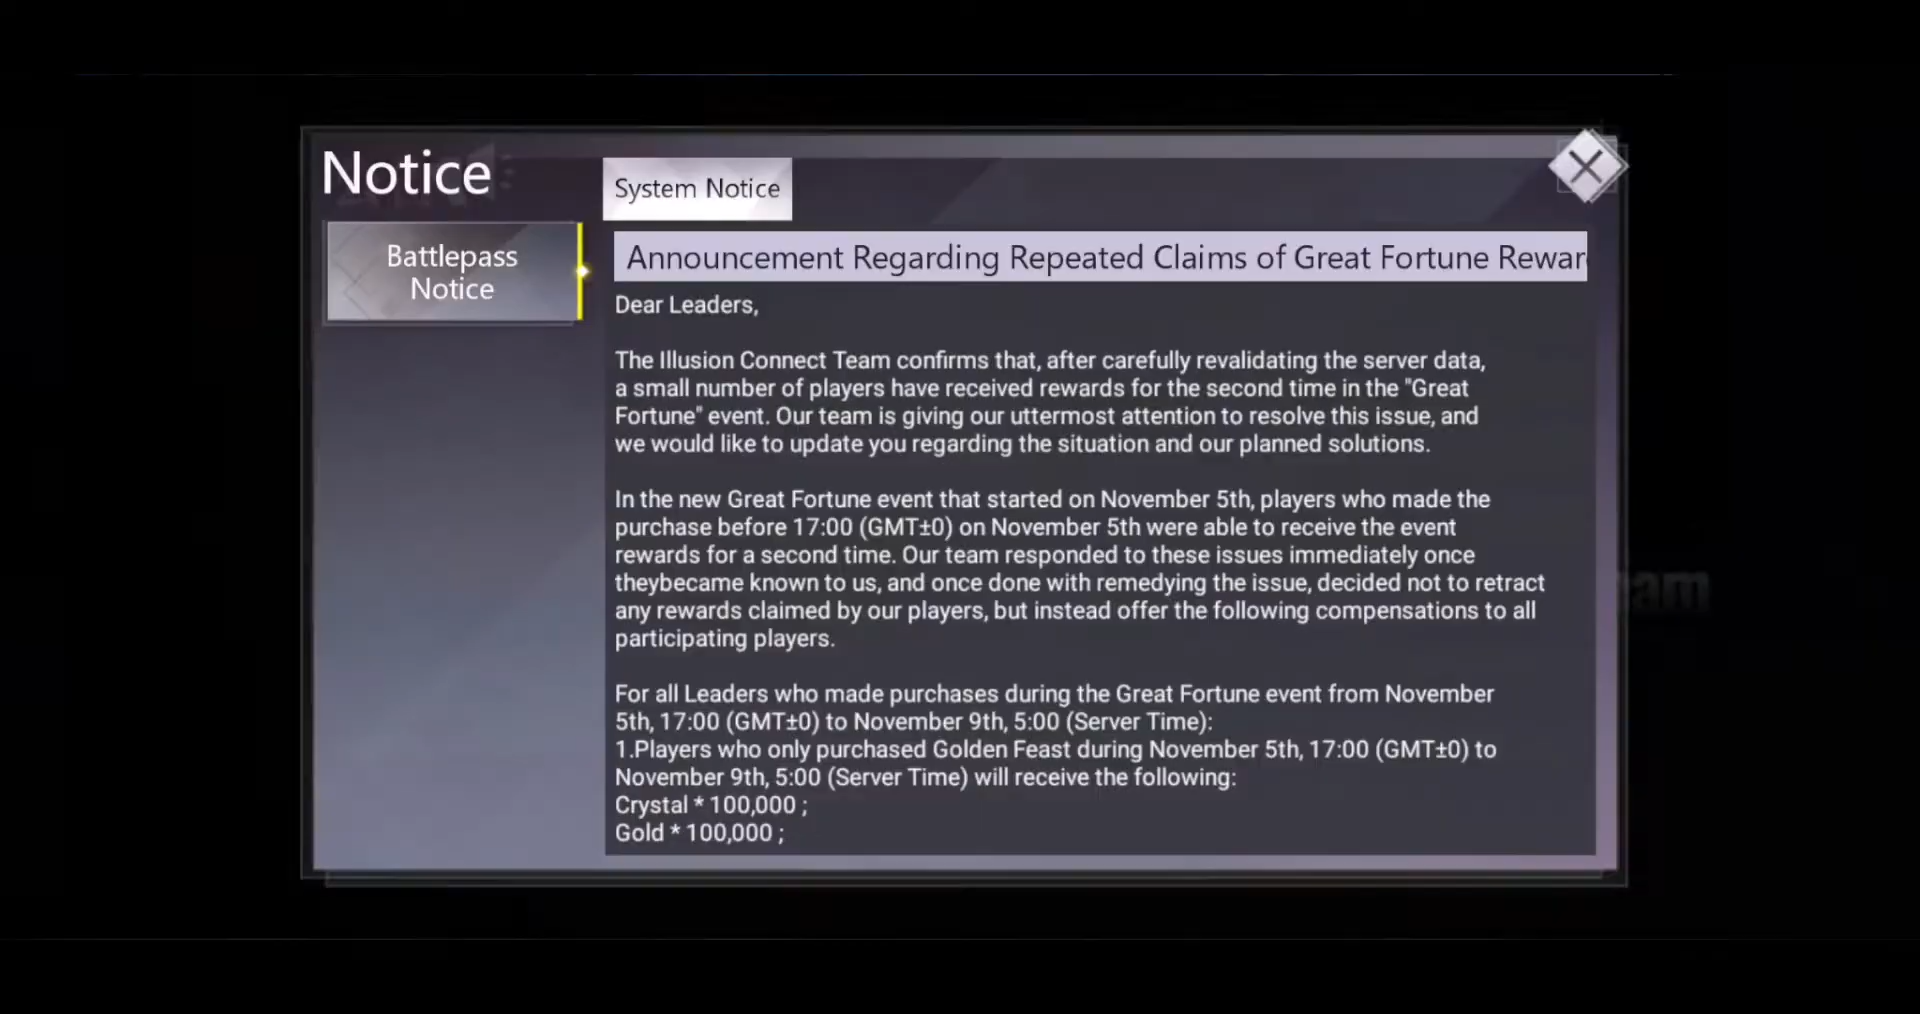 Notice
System Notice
Battlepass
Notice
Announcement Regarding Repeated Claims of Great Fortune
Dear Leaders,
The Illusion Connect Team confirms that, after carefully revalidating the server data,
a small number of players have received rewards for the second time in the "Great
Fortune" event. Our team is giving our uttermost attention to resolve this issue, and
we would like to update you regarding the situation and our planned solutions.
In the new Great Fortune event that started on November 5th, players who made the
purchase before 17:00 (GMT±0) on November 5th were able to receive the event
rewards for a second time. Our team responded to these issues immediately once
theybecame known to us, and once done with remedying the issue, decided not to retract
any rewards claimed by our players, but instead offer the following compensations to all
participating players.
For all Leaders who made purchases during the Great Fortune event from November
5th, 17:00 (GMT±0) to November 9th, 5:00 (Server Time):
1.Players who only purchased Golden Feast during November 5th, 17:00 (GMT±0) to
November 9th, 5:00 (Server Time) will receive the following:
Crystal * 100,000 ;
Gold * 100,000 ;